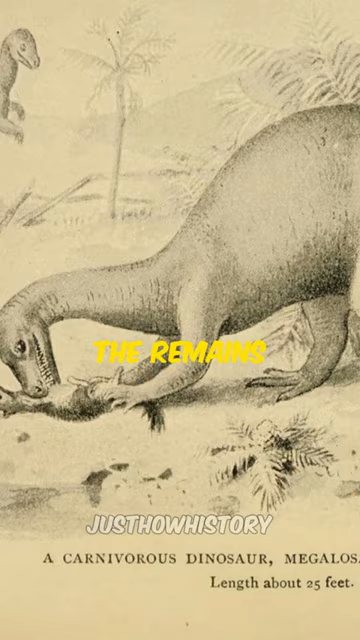 THE REMAINS
JUSTHOWHISTORY
A CARNIVOROUS DINOSAUR, MEGALOS
Length about 25 feet.